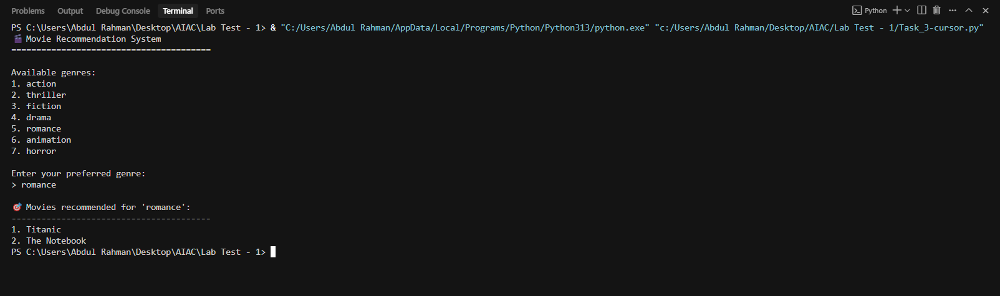 Problems Output Debug Console Terminal Ports Python
PS C:\Users\Abdul Rahman\Desktop\AIAC\Lab Test - 1> & "C:/Users/Abdul Rahman/AppData/Local/Programs/Python/Python313/python.exe" "c:/Users/Abdul Rahman/Desktop/AIAC/Lab Test - 1/Task_3-cursor.py"
🎬 Movie Recommendation System
========================================
Available genres:
1. action
2. thriller
3. fiction
4. drama
5. romance
6. animation
7. horror
Enter your preferred genre:
> romance
🎯 Movies recommended for 'romance':
----------------------------------------
1. Titanic
2. The Notebook
PS C:\Users\Abdul Rahman\Desktop\AIAC\Lab Test - 1>